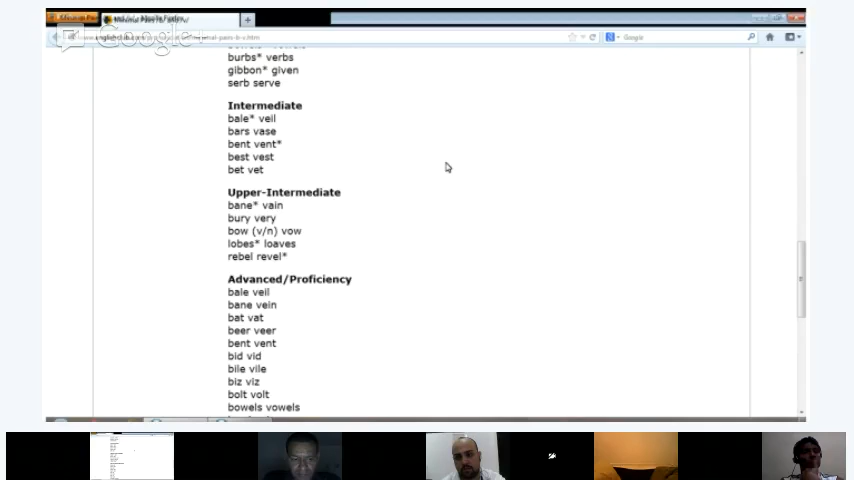 Google+
Google
burbs* verbs
gibbon* given
serb serve
Intermediate
bale* veil
bars vase
bent vent*
best vest
bet vet
Upper-Intermediate
bane* vain
bury very
bow (v/n) vow
lobes* loaves
rebel revel*
Advanced/Proficiency
bale veil
bane vein
bat vat
beer veer
bent vent
bid vid
bile vile
biz viz
bolt volt
bowels vowels